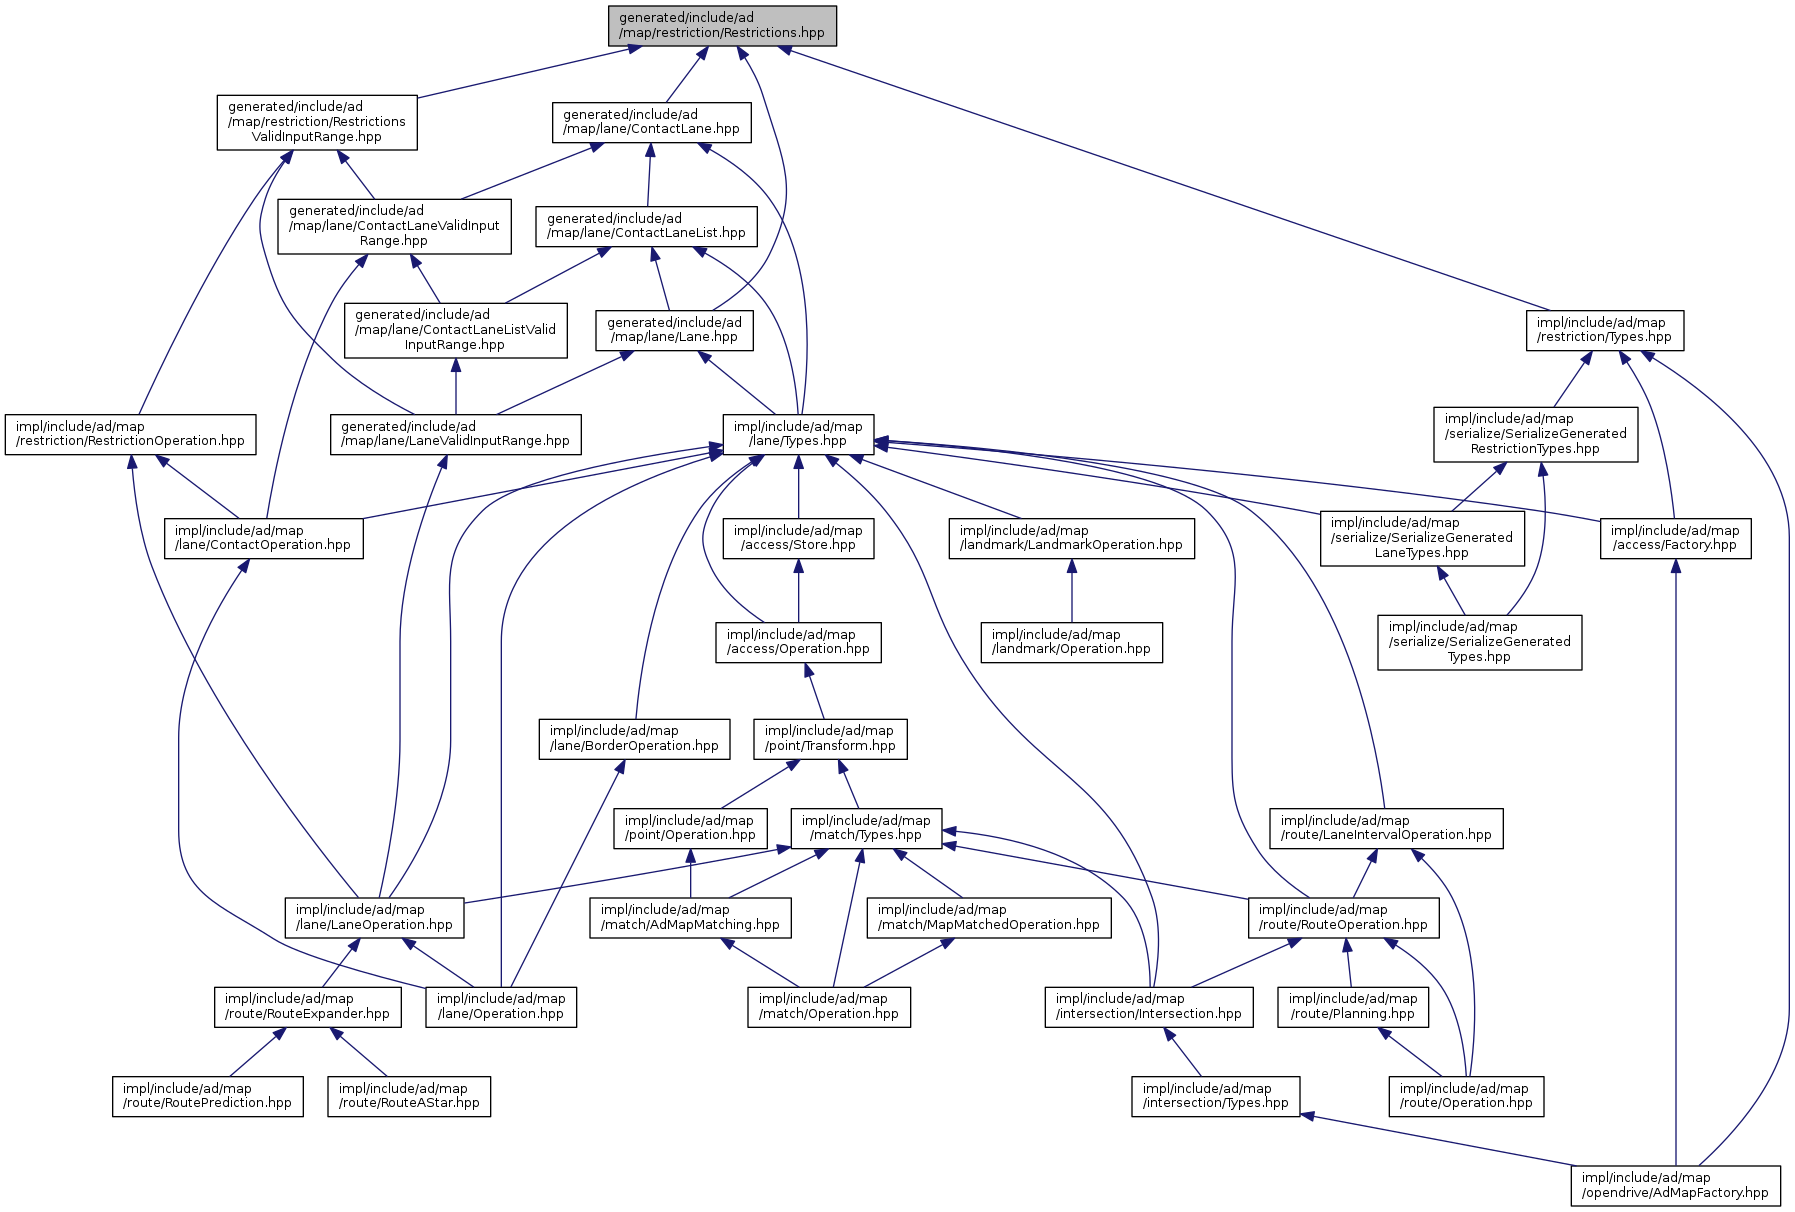 generated/include/ad
/map/restriction/Restrictions.hpp
generated/include/ad
/map/restriction/Restrictions
ValidInputRange.hpp
generated/include/ad
/map/lane/ContactLane.hpp
generated/include/ad
/map/lane/ContactLaneValidInput
Range.hpp
generated/include/ad
/map/lane/ContactLaneList.hpp
generated/include/ad
/map/lane/ContactLaneListValid
InputRange.hpp
generated/include/ad
/map/lane/Lane.hpp
impl/include/ad/map
/restriction/Types.hpp
impl/include/ad/map
/restriction/RestrictionOperation.hpp
generated/include/ad
/map/lane/LaneValidInputRange.hpp
impl/include/ad/map
/lane/Types.hpp
impl/include/ad/map
/serialize/SerializeGenerated
RestrictionTypes.hpp
impl/include/ad/map
/lane/ContactOperation.hpp
impl/include/ad/map
/access/Store.hpp
impl/include/ad/map
/landmark/LandmarkOperation.hpp
impl/include/ad/map
/serialize/SerializeGenerated
LaneTypes.hpp
impl/include/ad/map
/access/Factory.hpp
impl/include/ad/map
/access/Operation.hpp
impl/include/ad/map
/landmark/Operation.hpp
impl/include/ad/map
/serialize/SerializeGenerated
Types.hpp
impl/include/ad/map
/lane/BorderOperation.hpp
impl/include/ad/map
/point/Transform.hpp
impl/include/ad/map
/point/Operation.hpp
impl/include/ad/map
/match/Types.hpp
impl/include/ad/map
/route/LaneIntervalOperation.hpp
impl/include/ad/map
/lane/LaneOperation.hpp
impl/include/ad/map
/match/AdMapMatching.hpp
impl/include/ad/map
/match/MapMatchedOperation.hpp
impl/include/ad/map
/route/RouteOperation.hpp
impl/include/ad/map
/route/RouteExpander.hpp
impl/include/ad/map
/lane/Operation.hpp
impl/include/ad/map
/match/Operation.hpp
impl/include/ad/map
/intersection/Intersection.hpp
impl/include/ad/map
/route/Planning.hpp
impl/include/ad/map
/route/RoutePrediction.hpp
impl/include/ad/map
/route/RouteAStar.hpp
impl/include/ad/map
/intersection/Types.hpp
impl/include/ad/map
/route/Operation.hpp
impl/include/ad/map
/opendrive/AdMapFactory.hpp